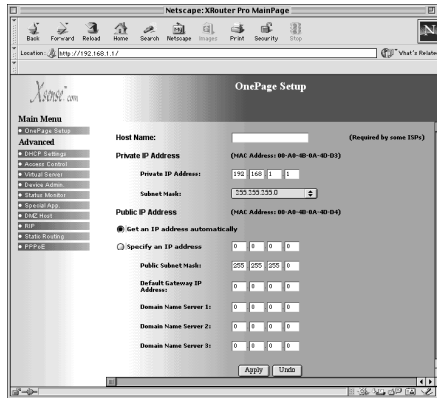 Netscape: XRouter Pro MainPage
Back Forward Reload Home Search Netscape Images Print Security Stop
Location: http://192.168.1.1/ What's Relate
Xsense.com
OnePage Setup
Main Menu
OnePage Setup
Advanced
DHCP Settings
Access Control
Virtual Server
Device Admin.
Status Monitor
Special App.
DMZ Host
RIP
Static Routing
PPPoE
Host Name: (Required by some ISPs)
Private IP Address (MAC Address: 00-A0-4B-0A-4D-D3)
Private IP Address: 192 168 1 1
Subnet Mask: 255.255.255.0
Public IP Address (MAC Address: 00-A0-4B-0A-4D-D4)
Get an IP address automatically
Specify an IP address 0 0 0 0
Public Subnet Mask: 255 255 255 0
Default Gateway IP Address: 0 0 0 0
Domain Name Server 1: 0 0 0 0
Domain Name Server 2: 0 0 0 0
Domain Name Server 3: 0 0 0 0
Apply Undo